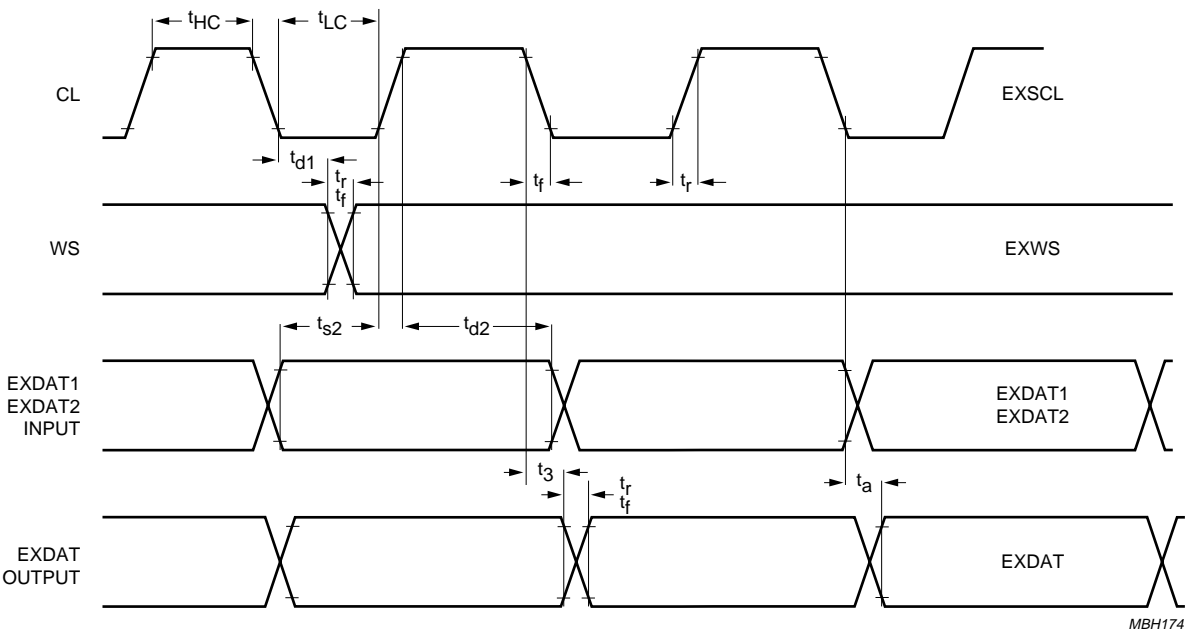 tHC
tLC
CL
EXSCL
td1
tr
tf
tf
tr
WS
EXWS
ts2
td2
EXDAT1
EXDAT2
INPUT
EXDAT1
EXDAT2
t3
tr
tf
ta
EXDAT
OUTPUT
EXDAT
MBH174